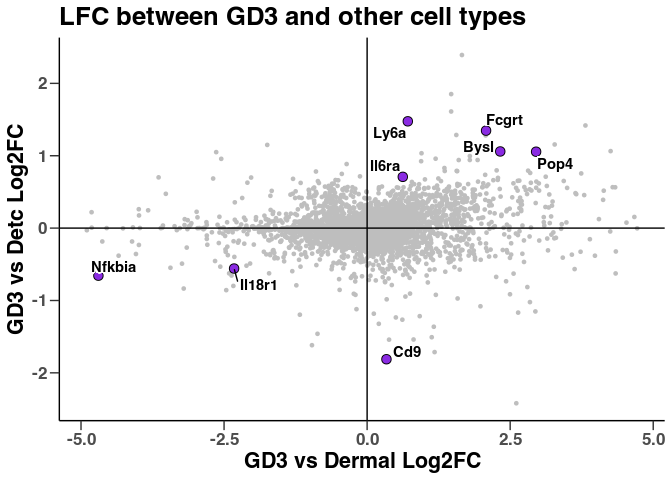 LFC between GD3 and other cell types
GD3 vs Detc Log2FC
2
1
0
-1
-2
Fcgrt
Ly6a
Bysl
Pop4
Il6ra
Nfkbia
Il18r1
Cd9
-5.0 -2.5 0.0 2.5 5.0
GD3 vs Dermal Log2FC